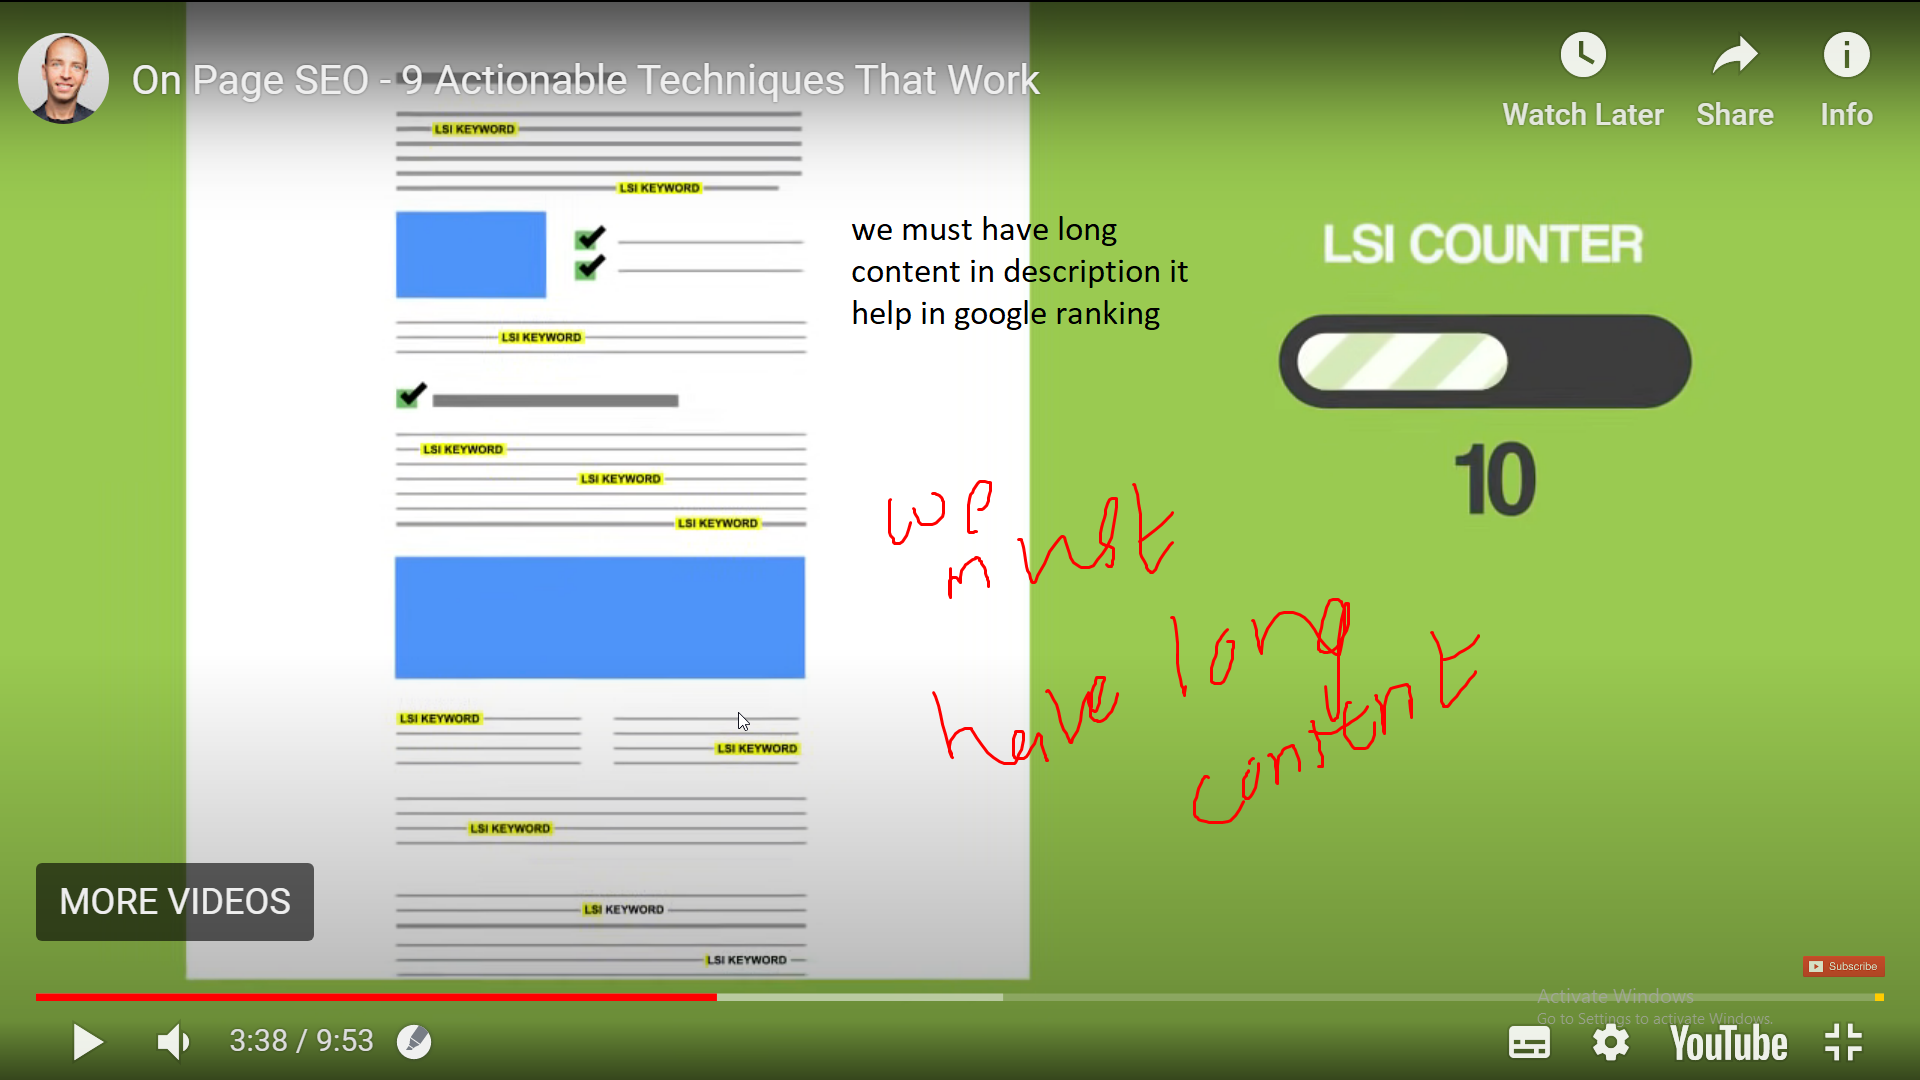 On Page SEO - 9 Actionable Techniques That Work
Watch Later
Share
Info
LSI KEYWORD
LSI KEYWORD
we must have long
content in description it
help in google ranking
LSI COUNTER
LSI KEYWORD
10
LSI KEYWORD
LSI KEYWORD
LSI KEYWORD
we
must
have long
content
LSI KEYWORD
LSI KEYWORD
LSI KEYWORD
MORE VIDEOS
LSI KEYWORD
LSI KEYWORD
Subscribe
Activate Windows
Go to Settings to activate Windows.
3:38 / 9:53
YouTube